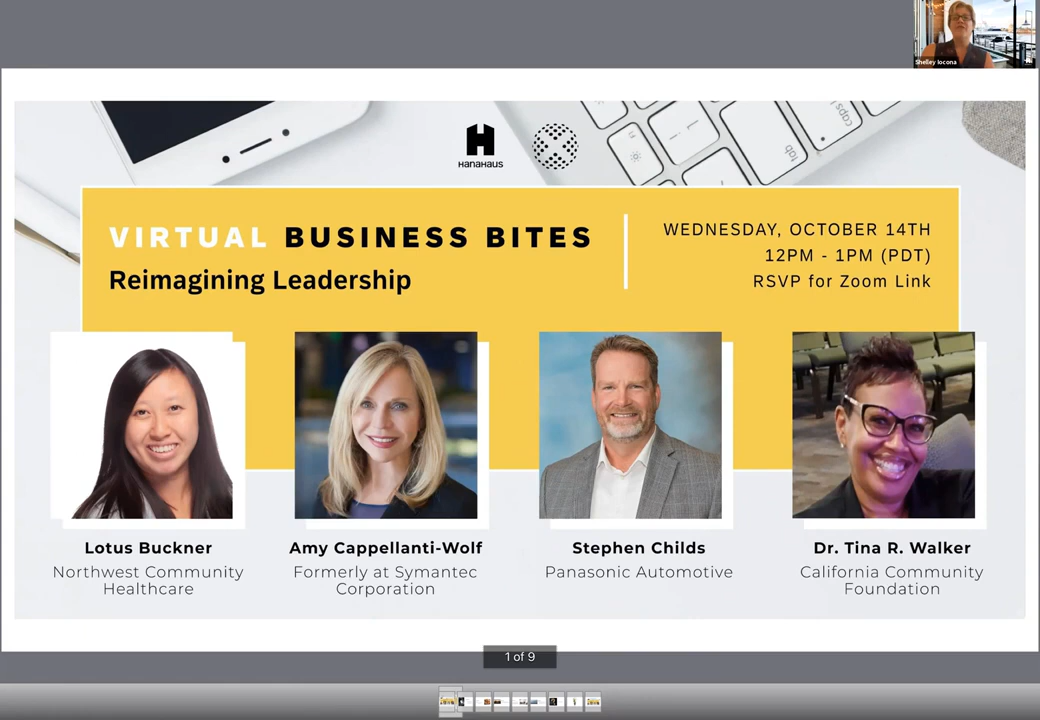 Shelley Iocona
HANAHAUS
caps
tab
VIRTUAL BUSINESS BITES
Reimagining Leadership
WEDNESDAY, OCTOBER 14TH
12PM - 1PM (PDT)
RSVP for Zoom Link
Lotus Buckner
Northwest Community
Healthcare
Amy Cappellanti-Wolf
Formerly at Symantec
Corporation
Stephen Childs
Panasonic Automotive
Dr. Tina R. Walker
California Community
Foundation
1 of 9